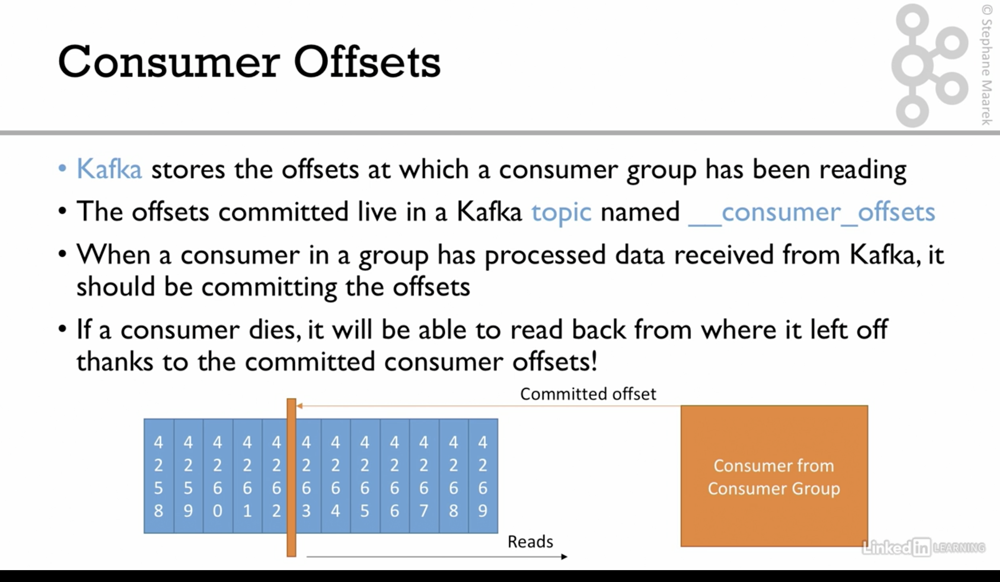 Consumer Offsets
© Stephane Maarek
• Kafka stores the offsets at which a consumer group has been reading
• The offsets committed live in a Kafka topic named __consumer_offsets
• When a consumer in a group has processed data received from Kafka, it
should be committing the offsets
• If a consumer dies, it will be able to read back from where it left off
thanks to the committed consumer offsets!
Committed offset
4258 4259 4260 4261 4262 4263 4264 4265 4266 4267 4268 4269
Consumer from
Consumer Group
Reads
Linked in LEARNING